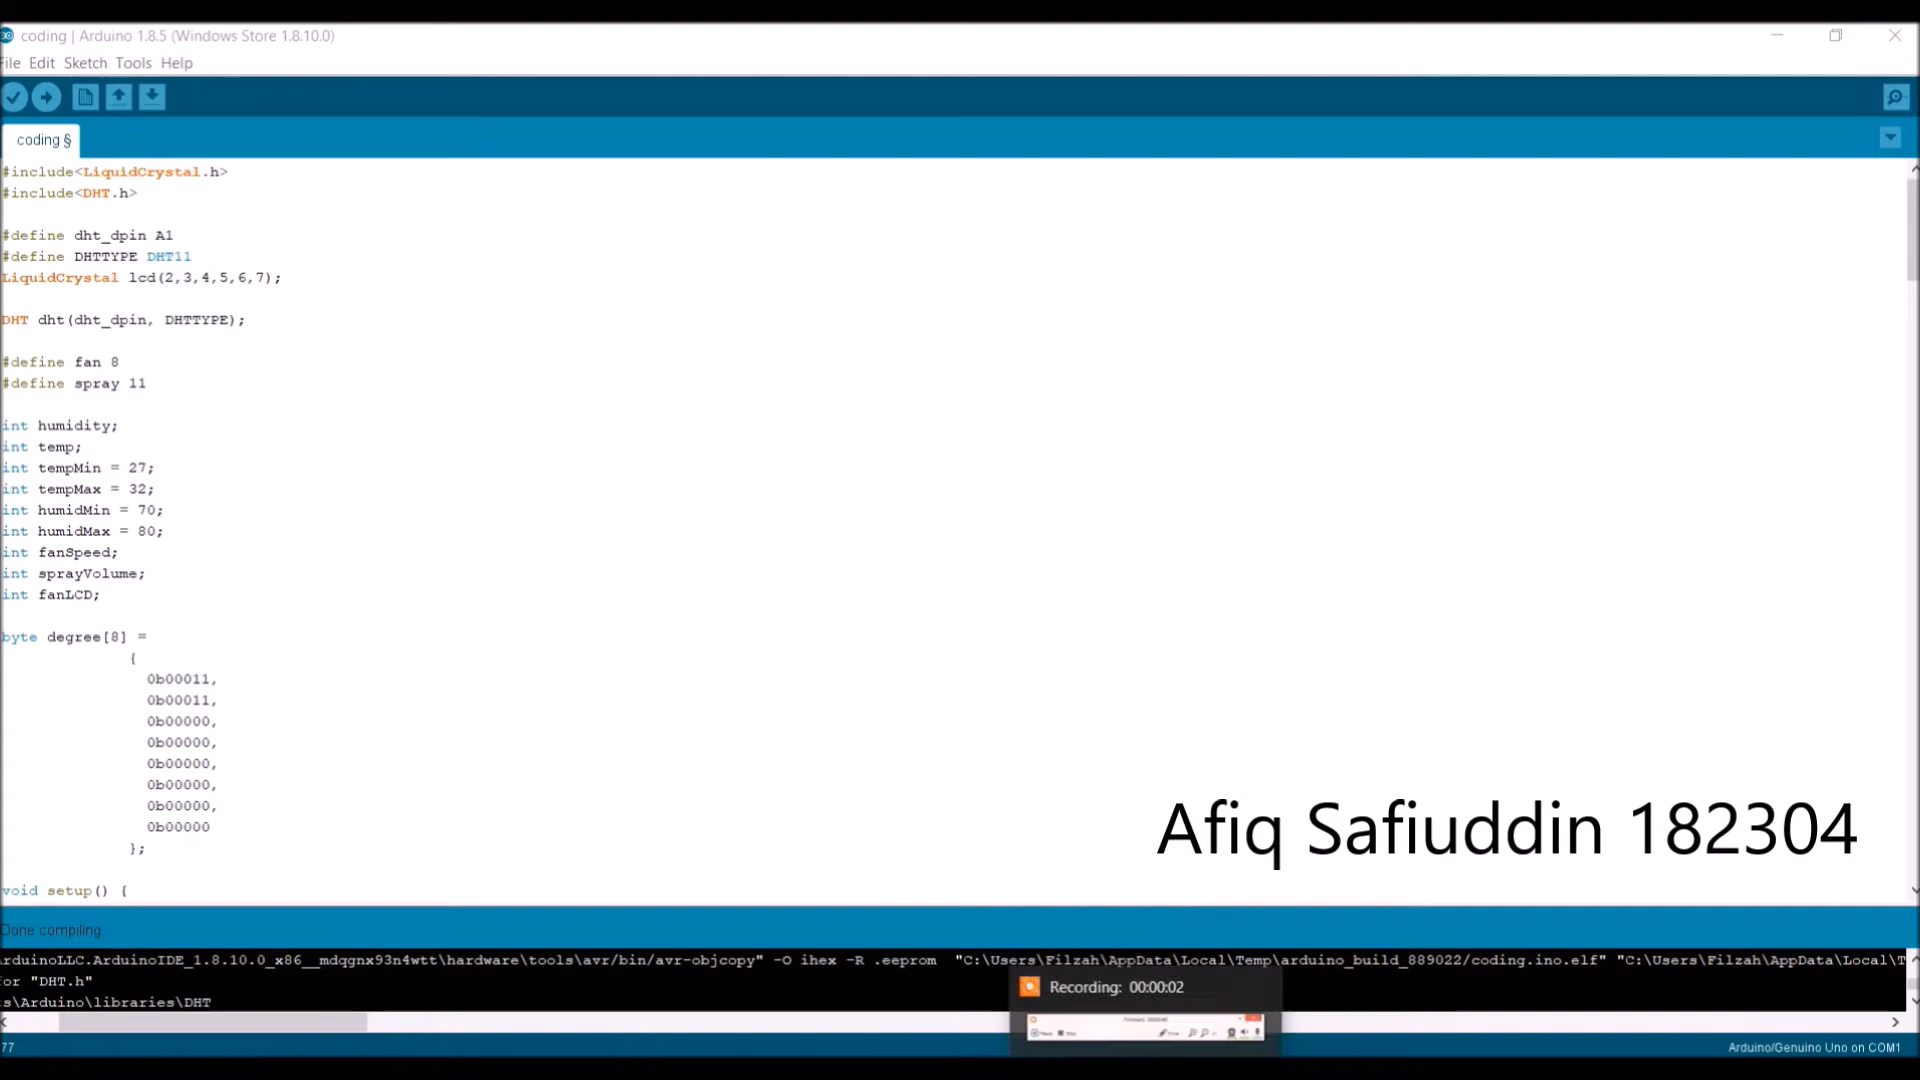 coding | Arduino 1.8.5 (Windows Store 1.8.10.0)
File Edit Sketch Tools Help
coding §
#include<LiquidCrystal.h>
#include<DHT.h>
#define dht_dpin A1
#define DHTTYPE DHT11
LiquidCrystal lcd(2,3,4,5,6,7);
DHT dht(dht_dpin, DHTTYPE);
#define fan 8
#define spray 11
int humidity;
int temp;
int tempMin = 27;
int tempMax = 32;
int humidMin = 70;
int humidMax = 80;
int fanSpeed;
int sprayVolume;
int fanLCD;
byte degree[8] =
{
0b00011,
0b00011,
0b00000,
0b00000,
0b00000,
0b00000,
0b00000,
0b00000
};
void setup() {
Afiq Safiuddin 182304
Done compiling
rduinoLLC.ArduinoIDE_1.8.10.0_x86__mdqgnx93n4wtt\hardware\tools\avr/bin/avr-objcopy" -O ihex -R .eeprom "C:\Users\Filzah\AppData\Local\Temp\arduino_build_889022/coding.ino.elf" "C:\Users\Filzah\AppData\Local\T
for "DHT.h"
ts\Arduino\libraries\DHT
Recording: 00:00:02
77
Arduino/Genuino Uno on COM1